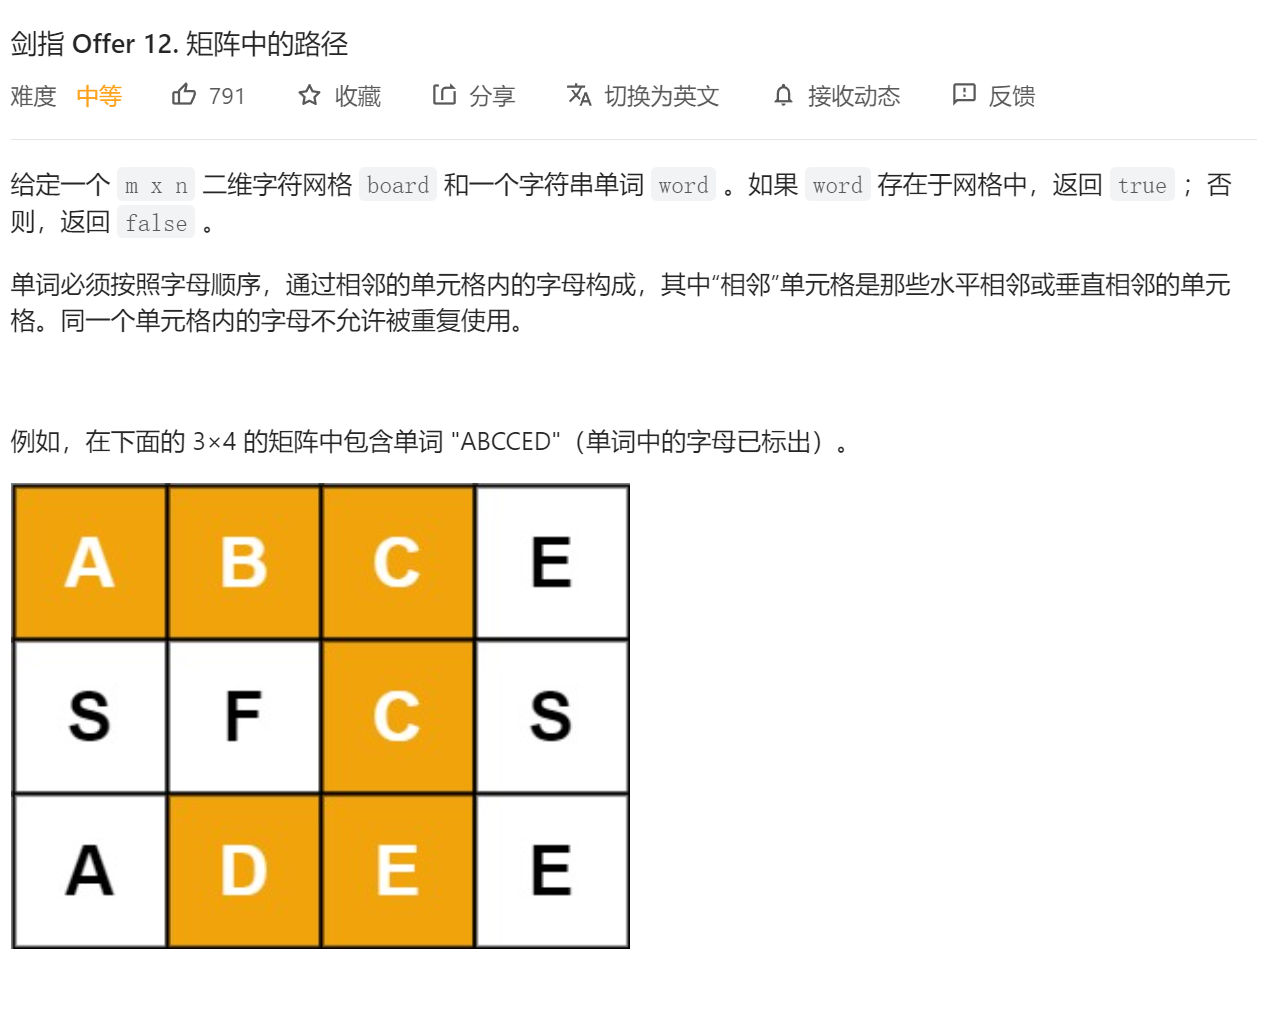 剑指 Offer 12. 矩阵中的路径
难度 中等 791 收藏 分享 切换为英文 接收动态 反馈
给定一个 m x n 二维字符网格 board 和一个字符串单词 word 。如果 word 存在于网格中，返回 true ；否
则，返回 false 。
单词必须按照字母顺序，通过相邻的单元格内的字母构成，其中“相邻”单元格是那些水平相邻或垂直相邻的单元
格。同一个单元格内的字母不允许被重复使用。
例如，在下面的 3×4 的矩阵中包含单词 "ABCCED"（单词中的字母已标出）。
A B C E
S F C S
A D E E